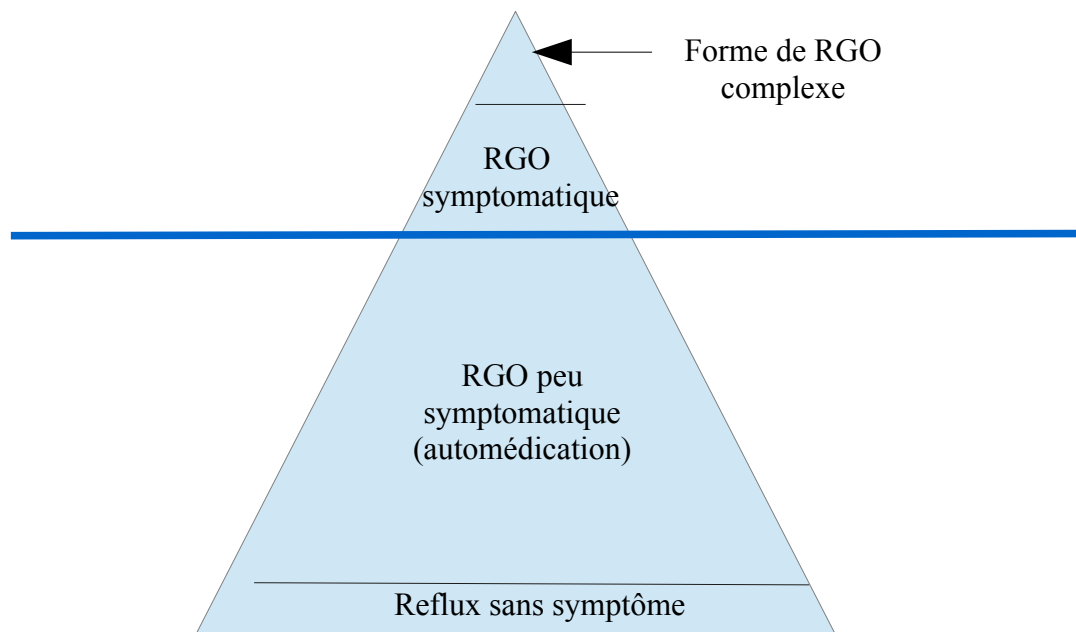 Forme de RGO
complexe
RGO
symptomatique
RGO peu
symptomatique
(automédication)
Reflux sans symptôme